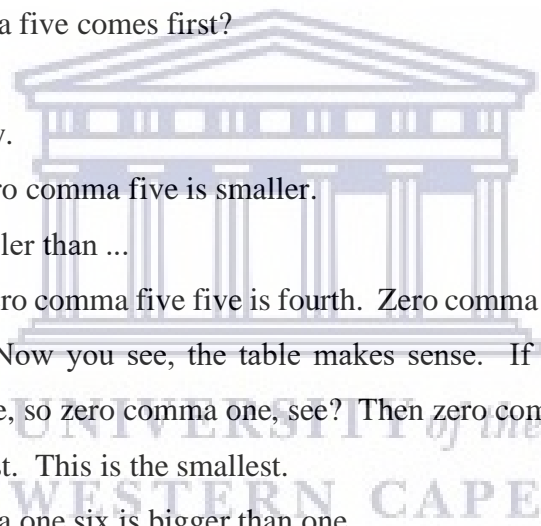 a five comes first?
y.
ro comma five is smaller.
ler than ...
ero comma five five is fourth. Zero comma
Now you see, the table makes sense. If
e, so zero comma one, see? Then zero com
st. This is the smallest.
a one six is bigger than one
UNIVERSITY of the
WESTERN CAPE